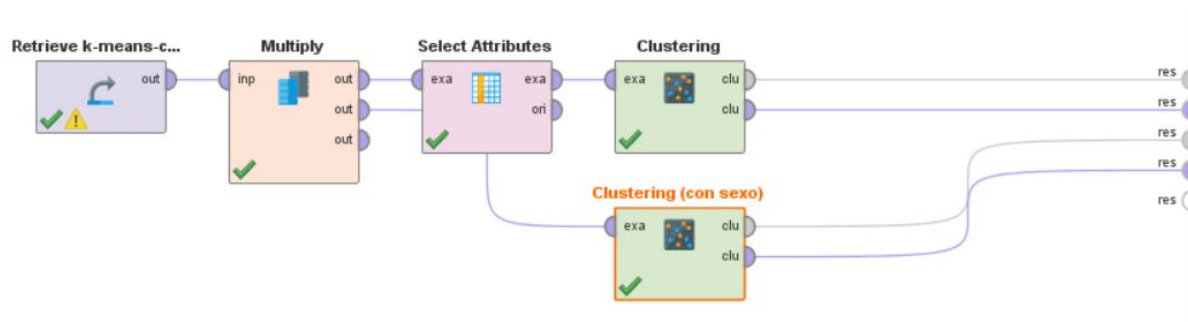 Retrieve k-means-c...
Multiply
Select Attributes
Clustering
out
inp
out
out
out
exa
exa
ori
exa
clu
clu
res
res
res
res
res
Clustering (con sexo)
exa
clu
clu